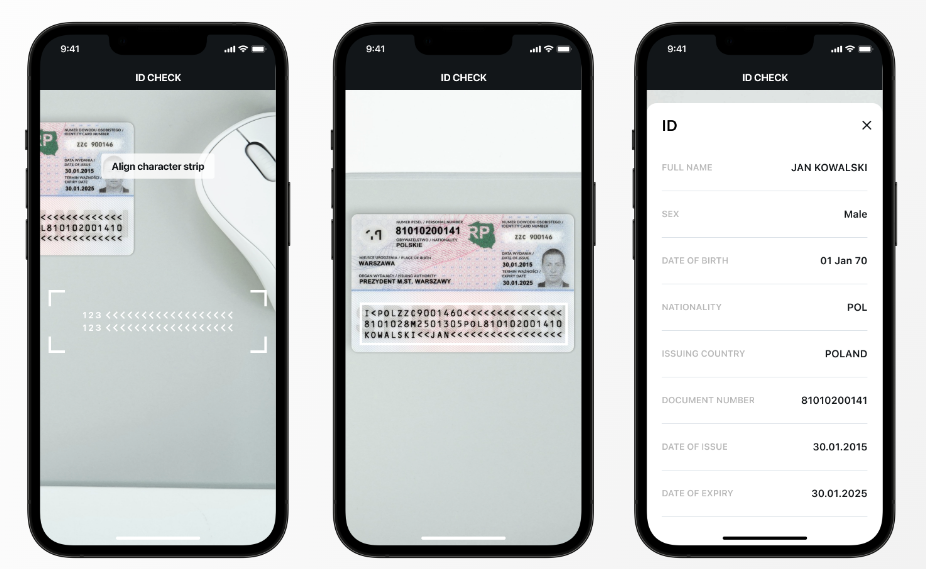 9:41
ID CHECK
RP
NUMER DOWODU OSOBISTEGO /
IDENTITY CARD NUMBER
ZZC 900146
DATA WYDANIA /
DATE OF ISSUE
30.01.2015
TERMIN WAŻNOŚCI /
EXPIRY DATE
30.01.2025
Align character strip
<<<<<<<<<<<
L810102001410
<<<<<<<<<<<
123 <<<<<<<<<<<<<<<<<<
123 <<<<<<<<<<<<<<<<<<
9:41
ID CHECK
NUMER PESEL / PERSONAL NUMBER
81010200141
OBYWATELSTWO / NATIONALITY
POLSKIE
RP
NUMER DOWODU OSOBISTEGO /
IDENTITY CARD NUMBER
ZZC 900146
MIEJSCE URODZENIA / PLACE OF BIRTH
WARSZAWA
DATA WYDANIA /
DATE OF ISSUE
30.01.2015
ORGAN WYDAJĄCY / ISSUING AUTHORITY
PREZYDENT M.ST. WARSZAWY
TERMIN WAŻNOŚCI /
EXPIRY DATE
30.01.2025
I<POLZZC9001460<<<<<<<<<<<<<<<
8101028M2501305POL810102001410
KOWALSKI<<JAN<<<<<<<<<<<<<<<<<
9:41
ID CHECK
ID
FULL NAME JAN KOWALSKI
SEX Male
DATE OF BIRTH 01 Jan 70
NATIONALITY POL
ISSUING COUNTRY POLAND
DOCUMENT NUMBER 81010200141
DATE OF ISSUE 30.01.2015
DATE OF EXPIRY 30.01.2025